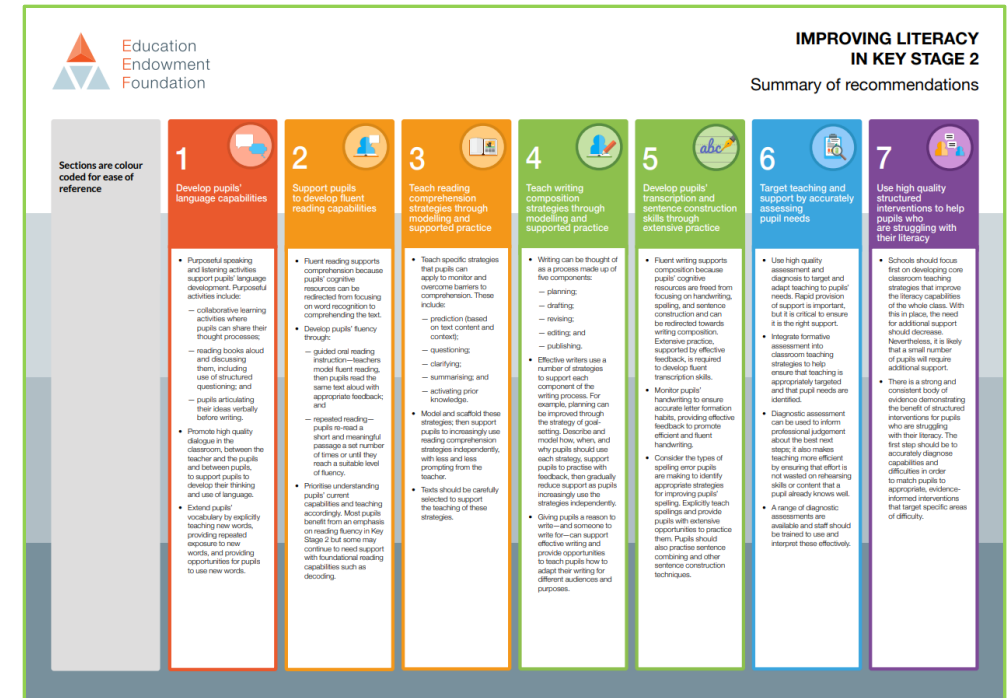 Education
Endowment
Foundation
IMPROVING LITERACY
IN KEY STAGE 2
Summary of recommendations
Sections are colour
coded for ease of
reference
1
Develop pupils'
language capabilities
• Purposeful speaking
and listening activities
support pupils' language
development. Purposeful
activities include:
— collaborative learning
activities where
pupils can share their
thought processes;
— reading books aloud
and discussing
them, including
use of structured
questioning; and
— pupils articulating
their ideas verbally
before writing.
• Promote high quality
dialogue in the
classroom, between the
teacher and the pupils
and between pupils,
to support pupils to
develop their thinking
and use of language.
• Extend pupils'
vocabulary by explicitly
teaching new words,
providing repeated
exposure to new
words, and providing
opportunities for pupils
to use new words.
2
Support pupils
to develop fluent
reading capabilities
• Fluent reading supports
comprehension because
pupils' cognitive
resources can be
redirected from focusing
on word recognition to
comprehending the text.
• Develop pupils' fluency
through:
— guided oral reading
instruction—teachers
model fluent reading,
then pupils read the
same text aloud with
appropriate feedback;
and
— repeated reading—
pupils re-read a
short and meaningful
passage a set number
of times or until they
reach a suitable level
of fluency.
• Prioritise understanding
pupils' current
capabilities and teaching
accordingly. Most pupils
benefit from an emphasis
on reading fluency in Key
Stage 2 but some may
continue to need support
with foundational reading
capabilities such as
decoding.
3
Teach reading
comprehension
strategies through
modelling and
supported practice
• Teach specific strategies
that pupils can
apply to monitor and
overcome barriers to
comprehension. These
include:
— prediction (based
on text content and
context);
— questioning;
— clarifying;
— summarising; and
— activating prior
knowledge.
• Model and scaffold these
strategies; then support
pupils to increasingly use
reading comprehension
strategies independently,
with less and less
prompting from the
teacher.
• Texts should be carefully
selected to support
the teaching of these
strategies.
4
Teach writing
composition
strategies through
modelling and
supported practice
• Writing can be thought of
as a process made up of
five components:
— planning;
— drafting;
— revising;
— editing; and
— publishing.
• Effective writers use a
number of strategies
to support each
component of the
writing process. For
example, planning can
be improved through
the strategy of goal-
setting. Describe and
model how, when, and
why pupils should use
each strategy, support
pupils to practise with
feedback, then gradually
reduce support as pupils
increasingly use the
strategies independently.
• Giving pupils a reason to
write—and someone to
write for—can support
effective writing and
provide opportunities
to teach pupils how to
adapt their writing for
different audiences and
purposes.
5
abc
Develop pupils'
transcription and
sentence construction
skills through
extensive practice
• Fluent writing supports
composition because
pupils' cognitive
resources are freed from
focusing on handwriting,
spelling, and sentence
construction and can
be redirected towards
writing composition.
Extensive practice,
supported by effective
feedback, is required
to develop fluent
transcription skills.
• Monitor pupils'
handwriting to ensure
accurate letter formation
habits, providing effective
feedback to promote
efficient and fluent
handwriting.
• Consider the types of
spelling error pupils
are making to identify
appropriate strategies
for improving pupils'
spelling. Explicitly teach
spellings and provide
pupils with extensive
opportunities to practice
them. Pupils should
also practise sentence
combining and other
sentence construction
techniques.
6
Target teaching and
support by accurately
assessing
pupil needs
• Use high quality
assessment and
diagnosis to target and
adapt teaching to pupils'
needs. Rapid provision
of support is important,
but it is critical to ensure
it is the right support.
• Integrate formative
assessment into
classroom teaching
strategies to help
ensure that teaching is
appropriately targeted
and that pupil needs are
identified.
• Diagnostic assessment
can be used to inform
professional judgement
about the best next
steps; it also makes
teaching more efficient
by ensuring that effort is
not wasted on rehearsing
skills or content that a
pupil already knows well.
• A range of diagnostic
assessments are
available and staff should
be trained to use and
interpret these effectively.
7
Use high quality
structured
interventions to help
pupils who
are struggling with
their literacy
• Schools should focus
first on developing core
classroom teaching
strategies that improve
the literacy capabilities
of the whole class. With
this in place, the need
for additional support
should decrease.
Nevertheless, it is likely
that a small number
of pupils will require
additional support.
• There is a strong and
consistent body of
evidence demonstrating
the benefit of structured
interventions for pupils
who are struggling
with their literacy. The
first step should be to
accurately diagnose
capabilities and
difficulties in order
to match pupils to
appropriate, evidence-
informed interventions
that target specific areas
of difficulty.